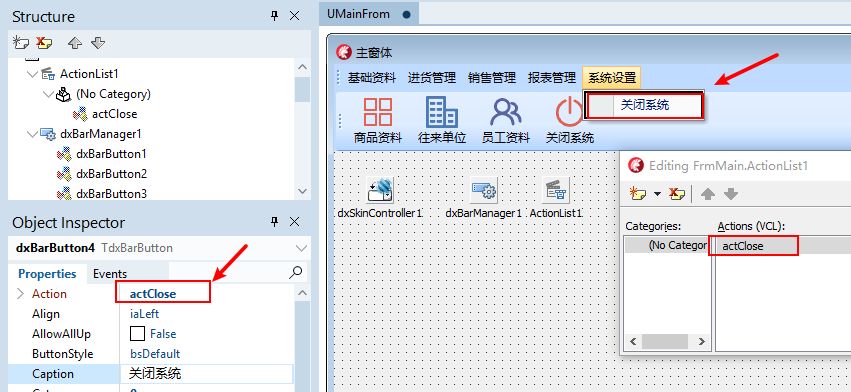 Structure
ActionList1
(No Category)
actClose
dxBarManager1
dxBarButton1
dxBarButton2
dxBarButton3
Object Inspector
dxBarButton4 TdxBarButton
Properties Events
Action actClose
Align iaLeft
AllowAllUp False
ButtonStyle bsDefault
Caption 关闭系统
UMainFrom
主窗体
基础资料 进货管理 销售管理 报表管理 系统设置
关闭系统
商品资料 往来单位 员工资料 关闭系统
dxSkinController1 dxBarManager1 ActionList1
Editing FrmMain.ActionList1
Categories: Actions (VCL):
(No Categor actClose